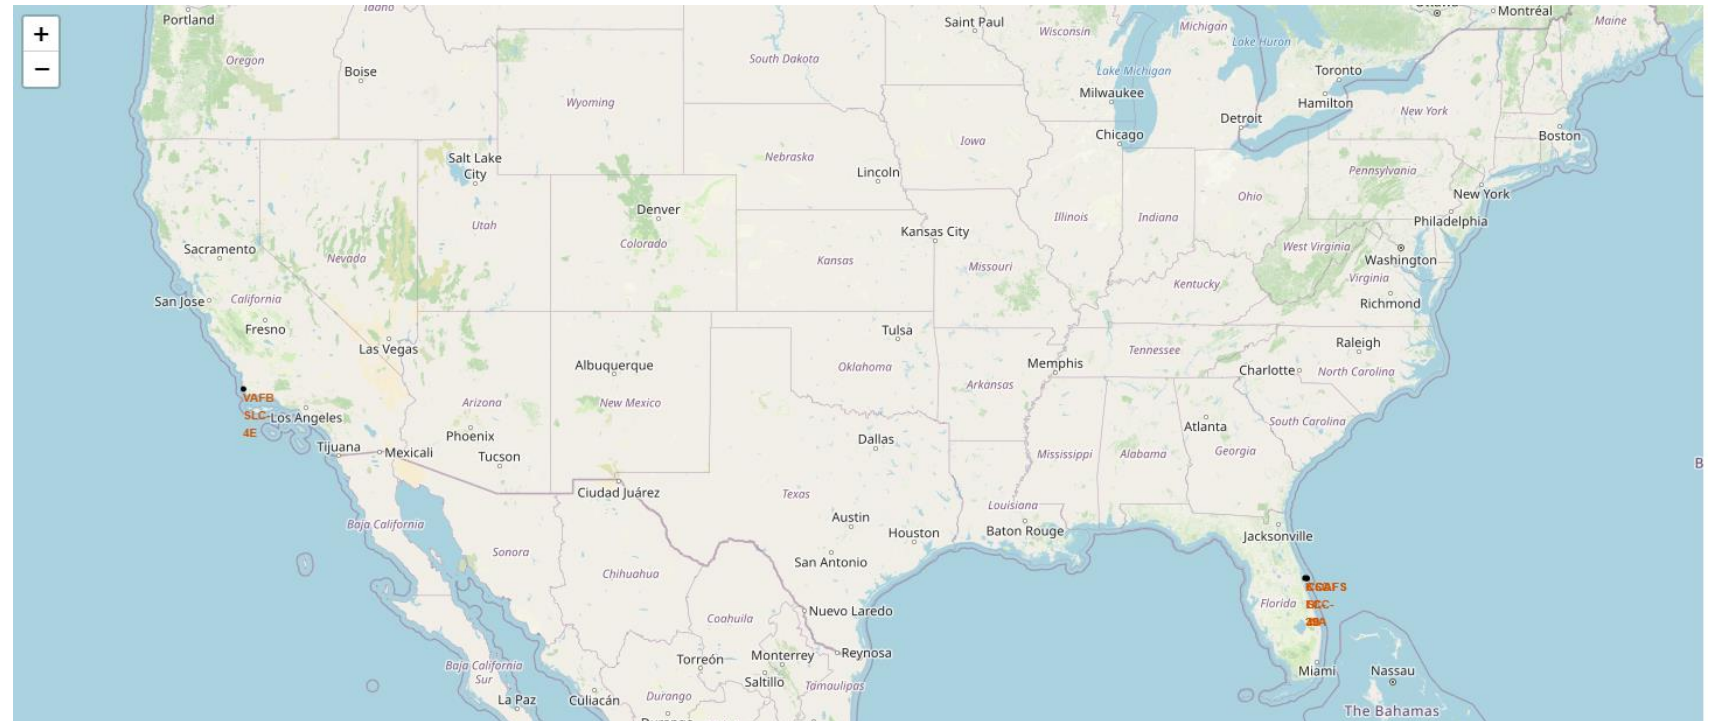 +
−
Portland
Idaho
Saint Paul
Wisconsin
Michigan
Lake Huron
Montréal
Maine
Oregon
Boise
South Dakota
Lake Michigan
Toronto
Wyoming
Milwaukee
Hamilton
New York
Detroit
Chicago
Boston
Iowa
Salt Lake
City
Nebraska
Lincoln
Pennsylvania
Ohio
New York
Denver
Utah
Colorado
Illinois
Indiana
Philadelphia
Kansas City
Sacramento
Nevada
Kansas
Missouri
West Virginia
Washington
Virginia
Kentucky
San Jose
California
Richmond
Fresno
Las Vegas
Tulsa
Raleigh
Tennessee
Albuquerque
Oklahoma
Memphis
Charlotte
North Carolina
Arkansas
VAFB
SLC-
4E
Los Angeles
Arizona
New Mexico
Phoenix
Dallas
Atlanta
South Carolina
Georgia
Tijuana
Mexicali
Tucson
Mississippi
Alabama
Ciudad Juárez
Texas
Louisiana
Baja California
Austin
Houston
Baton Rouge
Jacksonville
Sonora
San Antonio
Chihuahua
Florida
Nuevo Laredo
Coahuila
Baja California
Sur
Torreón
Monterrey
Reynosa
Saltillo
Tamaulipas
Miami
Nassau
La Paz
Culiacán
Durango
The Bahamas